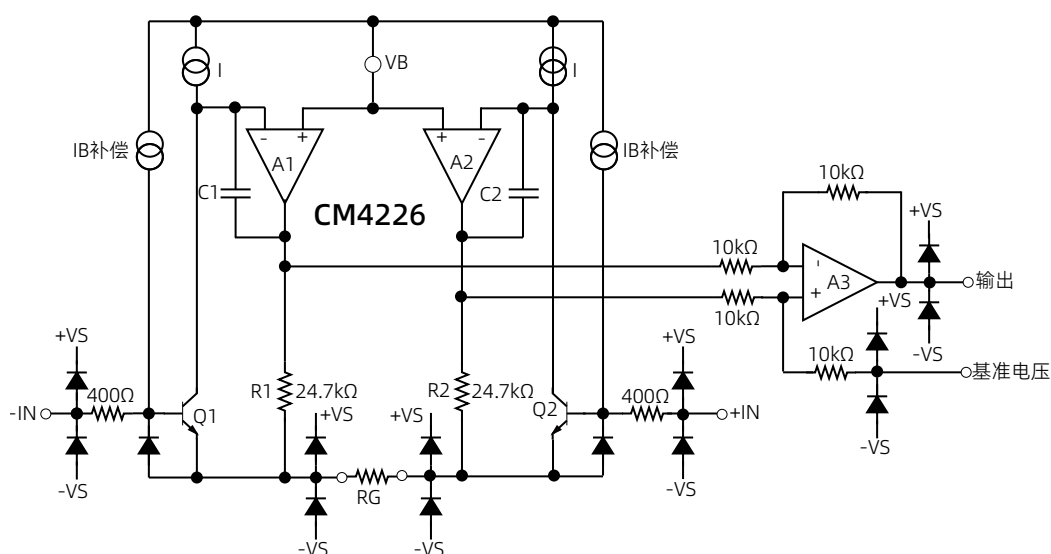 VB
I
I
IB补偿
IB补偿
- +
+ -
A1
A2
C1
C2
CM4226
10kΩ
+VS
10kΩ
-
A3
+
输出
+VS
10kΩ
-VS
10kΩ
基准电压
-VS
+VS
+VS
R1 24.7kΩ
R2 24.7kΩ
400Ω
400Ω
-IN
Q1
Q2
+IN
+VS
+VS
-VS
-VS
RG
-VS
-VS